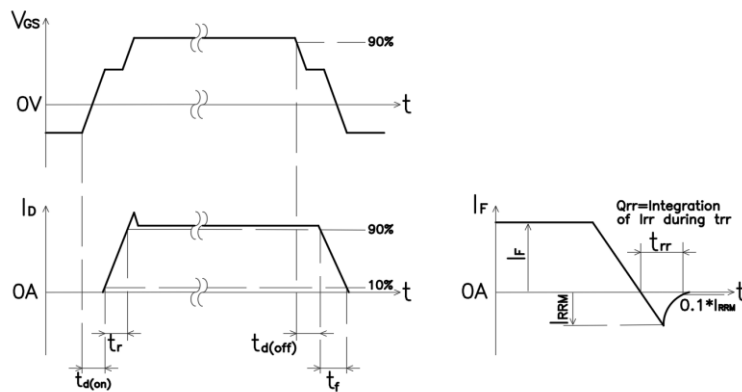 VGS
90%
0V
t
ID
90%
10%
0A
t
tr
td(off)
td(on)
tf
IF
Qrr=Integration
of Irr during trr
trr
IF
0A
t
IRRM
0.1*IRRM